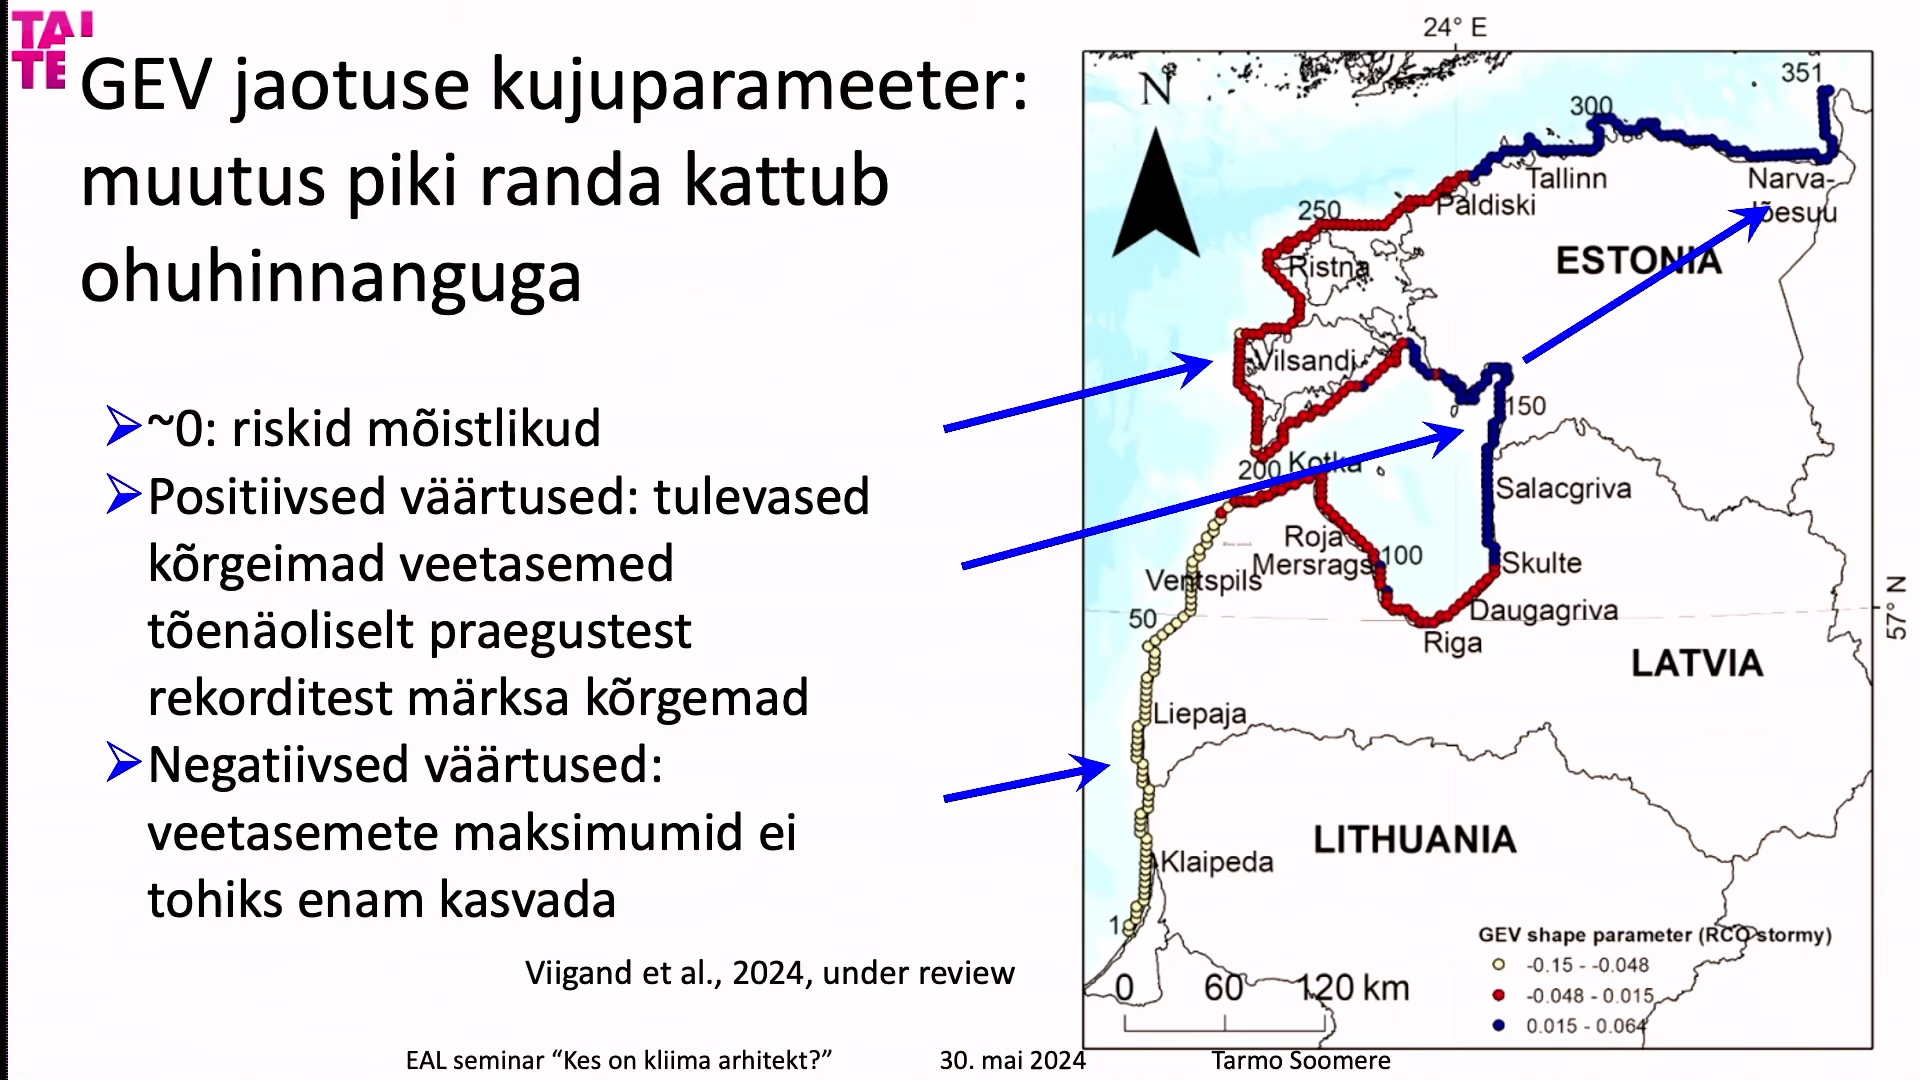 TAL
TE
GEV jaotuse kujuparameeter:
muutus piki randa kattub
ohuhinnanguga
~0: riskid mõistlikud
Positiivsed väärtused: tulevased
kõrgeimad veetasemed
tõenäoliselt praegustest
rekorditest märksa kõrgemad
Negatiivsed väärtused:
veetasemete maksimumid ei
tohiks enam kasvada
Viigand et al., 2024, under review
24° E
N
351
300
Tallinn
Narva-
Jõesuu
Paldiski
250
ESTONIA
Ristna
Vilsandi
150
200 Kotka
Salacgriva
Roja
Mersrags
100
Skulte
Ventspils
57° N
50
Daugagriva
Riga
LATVIA
Liepaja
LITHUANIA
Klaipeda
1
GEV shape parameter (RCO stormy)
-0.15 - -0.048
-0.048 - 0.015
0.015 - 0.064
0 60 120 km
EAL seminar “Kes on kliima arhitekt?” 30. mai 2024 Tarmo Soomere